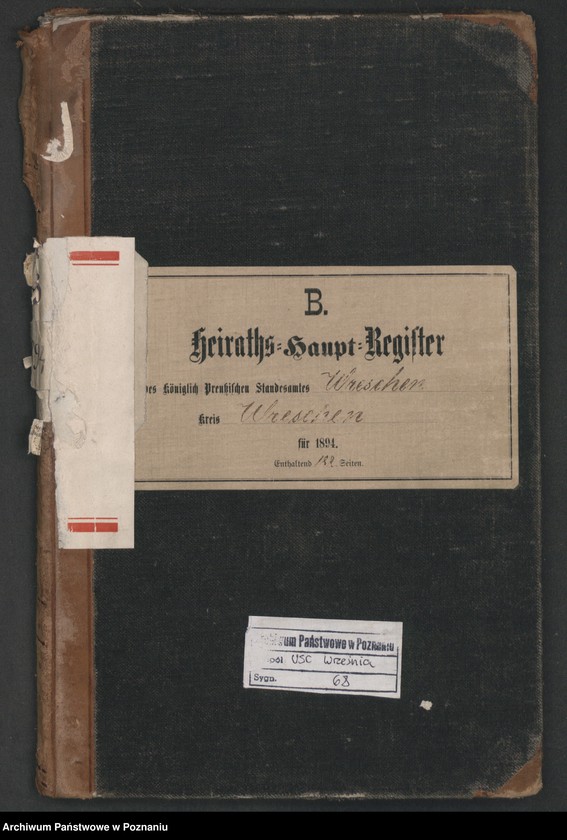 B.
Heiraths-Haupt-Register
des Königlich Preußischen Standesamtes Wreschen
Kreis Wreschen
für 1894.
Enthaltend Seiten.
Państwowe w Poznaniu
USC Września
Sygn. 68
Archiwum Państwowe w Poznaniu